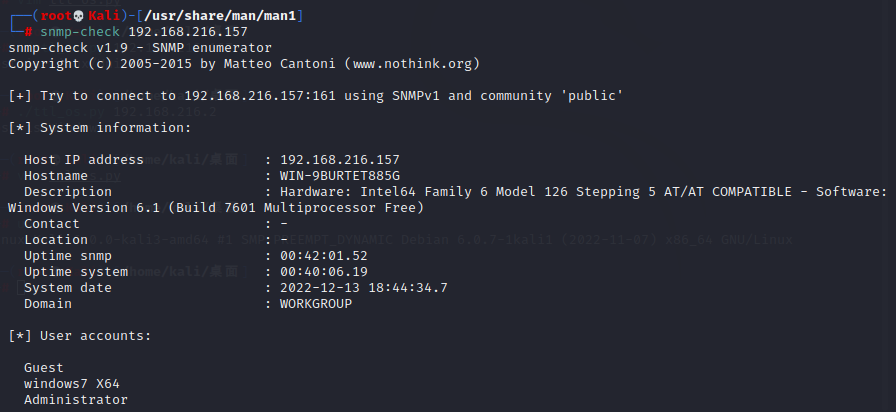 ┌──(root💀Kali)-[/usr/share/man/man1]
└─# snmp-check 192.168.216.157
snmp-check v1.9 - SNMP enumerator
Copyright (c) 2005-2015 by Matteo Cantoni (www.nothink.org)
[+] Try to connect to 192.168.216.157:161 using SNMPv1 and community 'public'
[*] System information:
Host IP address : 192.168.216.157
Hostname : WIN-9BURTET885G
Description : Hardware: Intel64 Family 6 Model 126 Stepping 5 AT/AT COMPATIBLE - Software:
Windows Version 6.1 (Build 7601 Multiprocessor Free)
Contact : -
Location : -
Uptime snmp : 00:42:01.52
Uptime system : 00:40:06.19
System date : 2022-12-13 18:44:34.7
Domain : WORKGROUP
[*] User accounts:
Guest
windows7 X64
Administrator